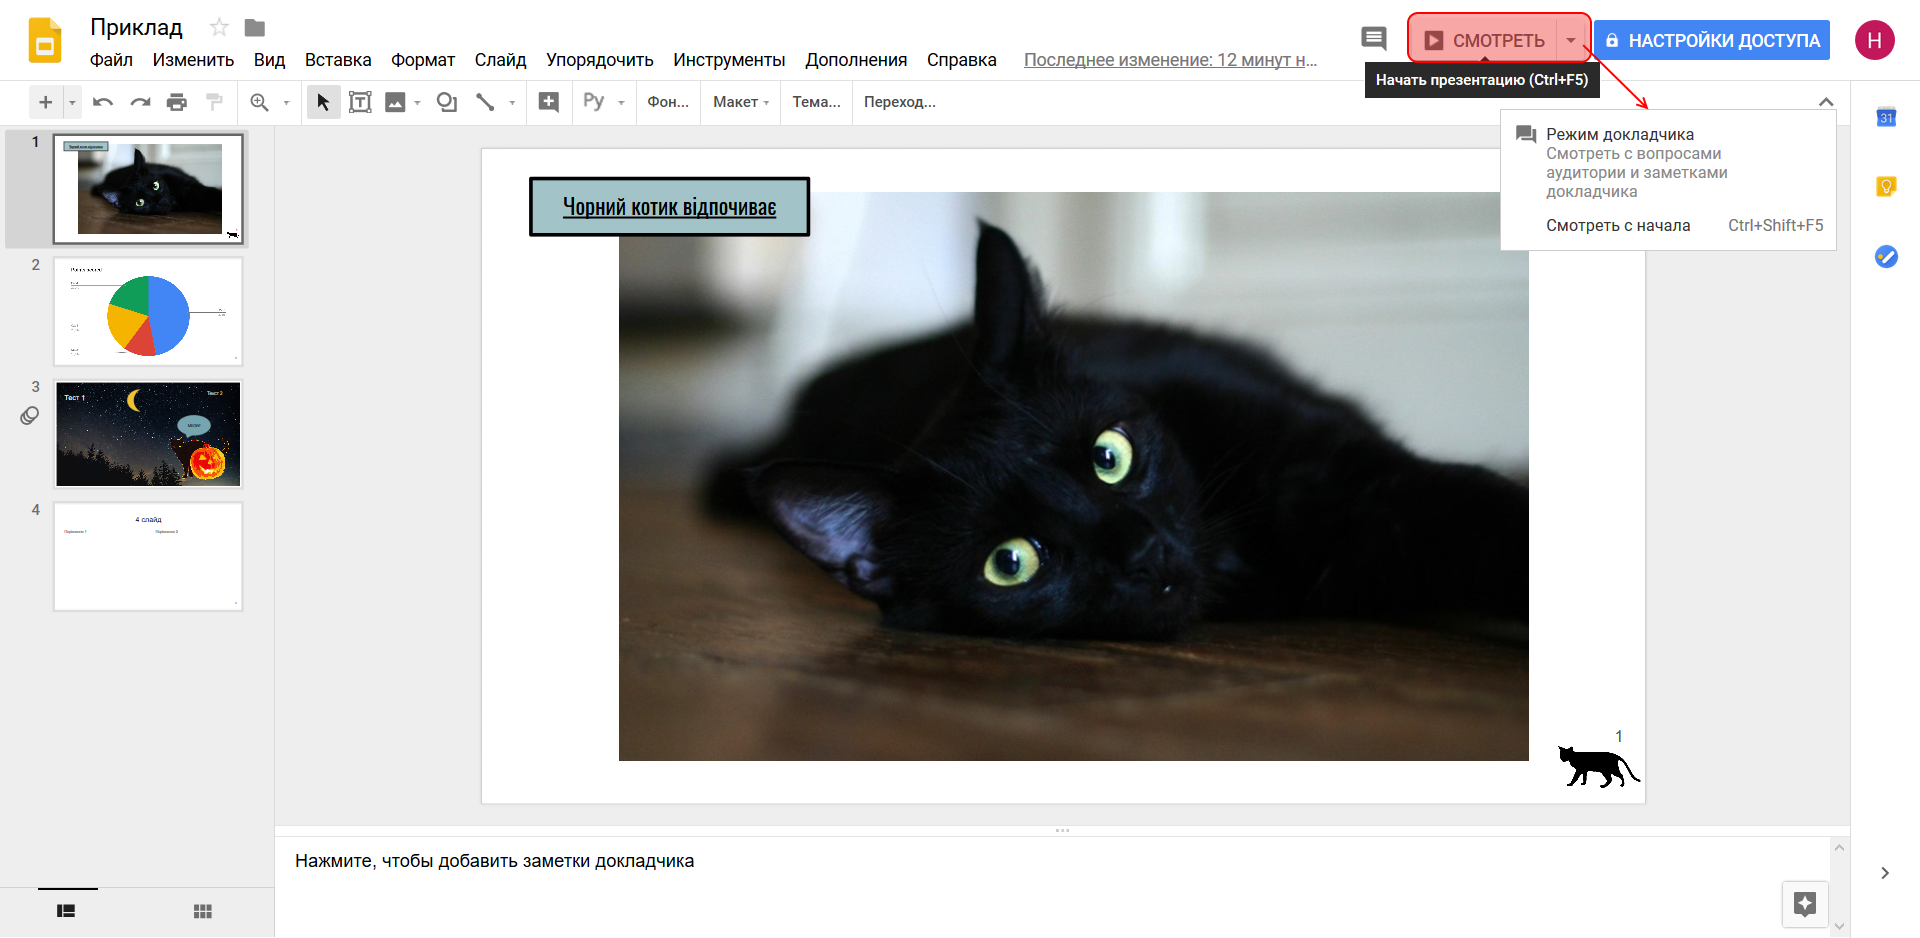 Приклад
Файл Изменить Вид Вставка Формат Слайд Упорядочить Инструменты Дополнения Справка Последнее изменение: 12 минут н...
СМОТРЕТЬ
НАСТРОЙКИ ДОСТУПА
Н
Начать презентацию (Ctrl+F5)
Ру Фон... Макет Тема... Переход...
31
Режим докладчика
Смотреть с вопросами
аудитории и заметками
докладчика
Смотреть с начала Ctrl+Shift+F5
1
2
3
Тест 1
Тест 2
4
4 слайд
Чорний котик відпочиває
1
Нажмите, чтобы добавить заметки докладчика